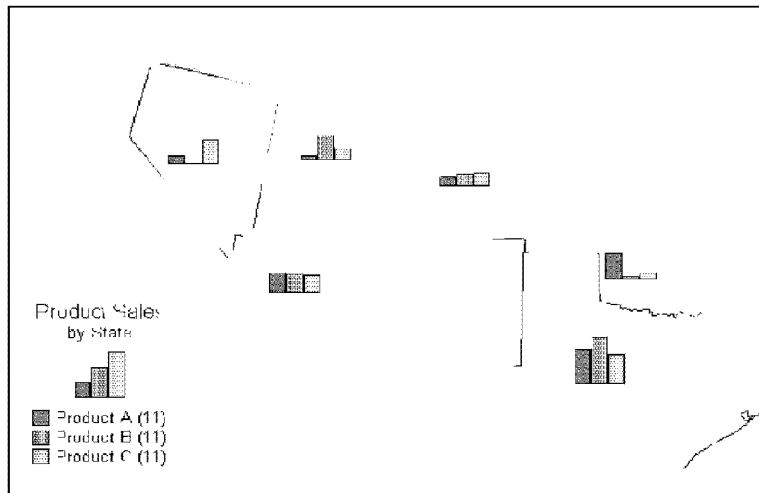 Product Sales
by State
Product A (11)
Product B (11)
Product C (11)